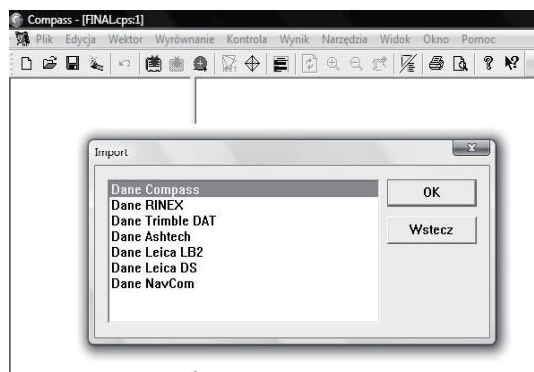 Compass - [FINAL.cps:1]
Plik Edycja Wektor Wyrównanie Kontrola Wynik Narzędzia Widok Okno Pomoc
Import
Dane Compass
Dane RINEX
Dane Trimble DAT
Dane Ashtech
Dane Leica LB2
Dane Leica DS
Dane NavCom
OK
Wstecz